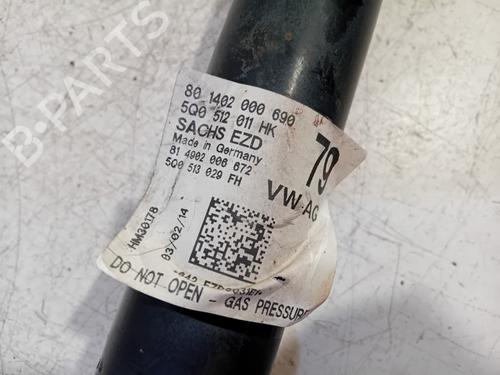 80 1402 000 690
5Q0 512 011 HK
SACHS EZD
Made in Germany
81 4902 006 672
5Q0 513 029 FH
79
VW AG
HM30178
03/02/14
DO NOT OPEN - GAS PRESSURE
B-Parts